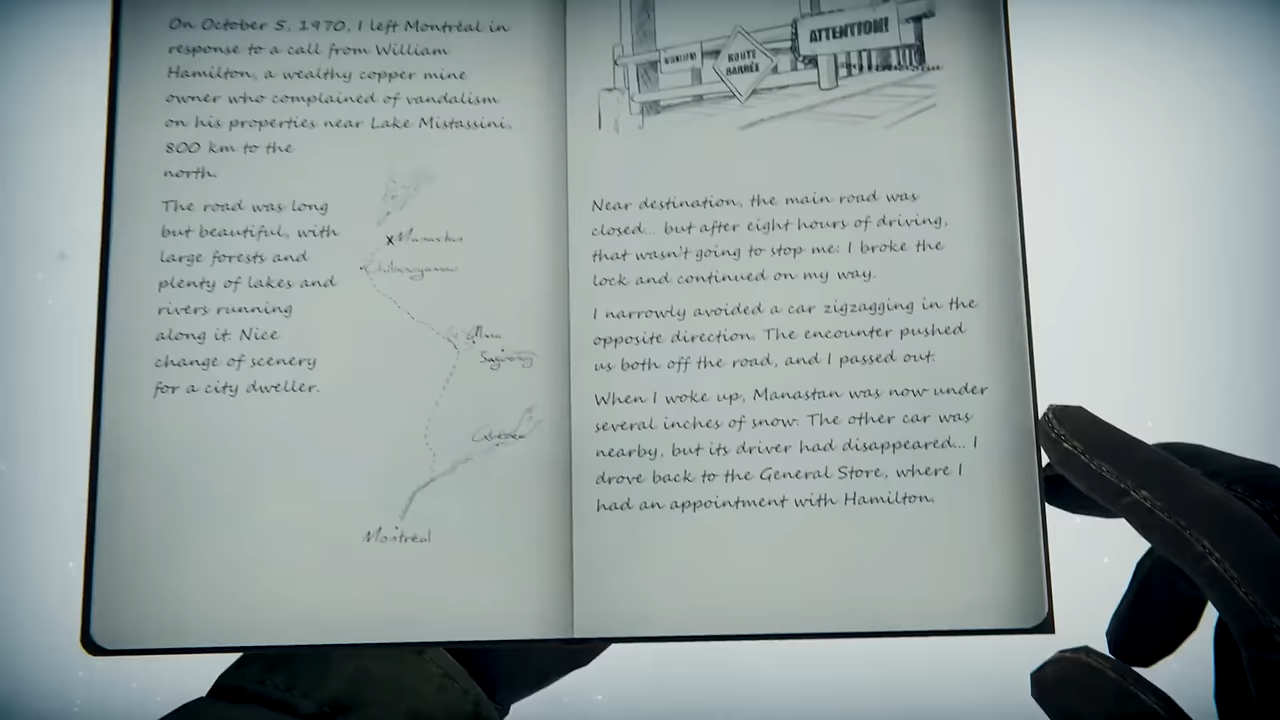 On October 5, 1970, I left Montréal in
response to a call from William
Hamilton, a wealthy copper mine
owner who complained of vandalism
on his properties near Lake Mistassini,
800 km to the
north.
The road was long
but beautiful, with
large forests and
plenty of lakes and
rivers running
along it. Nice
change of scenery
for a city dweller.
Manastan
Chibougamau
Alma
Saguenay
Québec
Montréal
ATTENTION!
ROUTE
BARRÉE
Near destination, the main road was
closed... but after eight hours of driving,
that wasn't going to stop me: I broke the
lock and continued on my way.
I narrowly avoided a car zigzagging in the
opposite direction. The encounter pushed
us both off the road, and I passed out.
When I woke up, Manastan was now under
several inches of snow. The other car was
nearby, but its driver had disappeared... I
drove back to the General Store, where I
had an appointment with Hamilton.